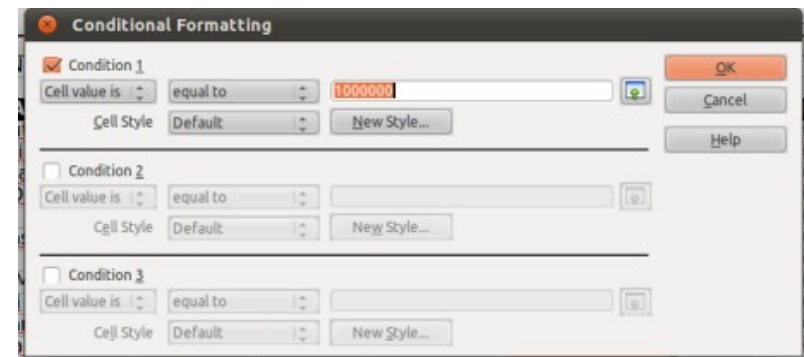 Conditional Formatting
Condition 1
Cell value is equal to 1000000
Cell Style Default New Style...
OK
Cancel
Help
Condition 2
Cell value is equal to
Cell Style Default New Style...
Condition 3
Cell value is equal to
Cell Style Default New Style...